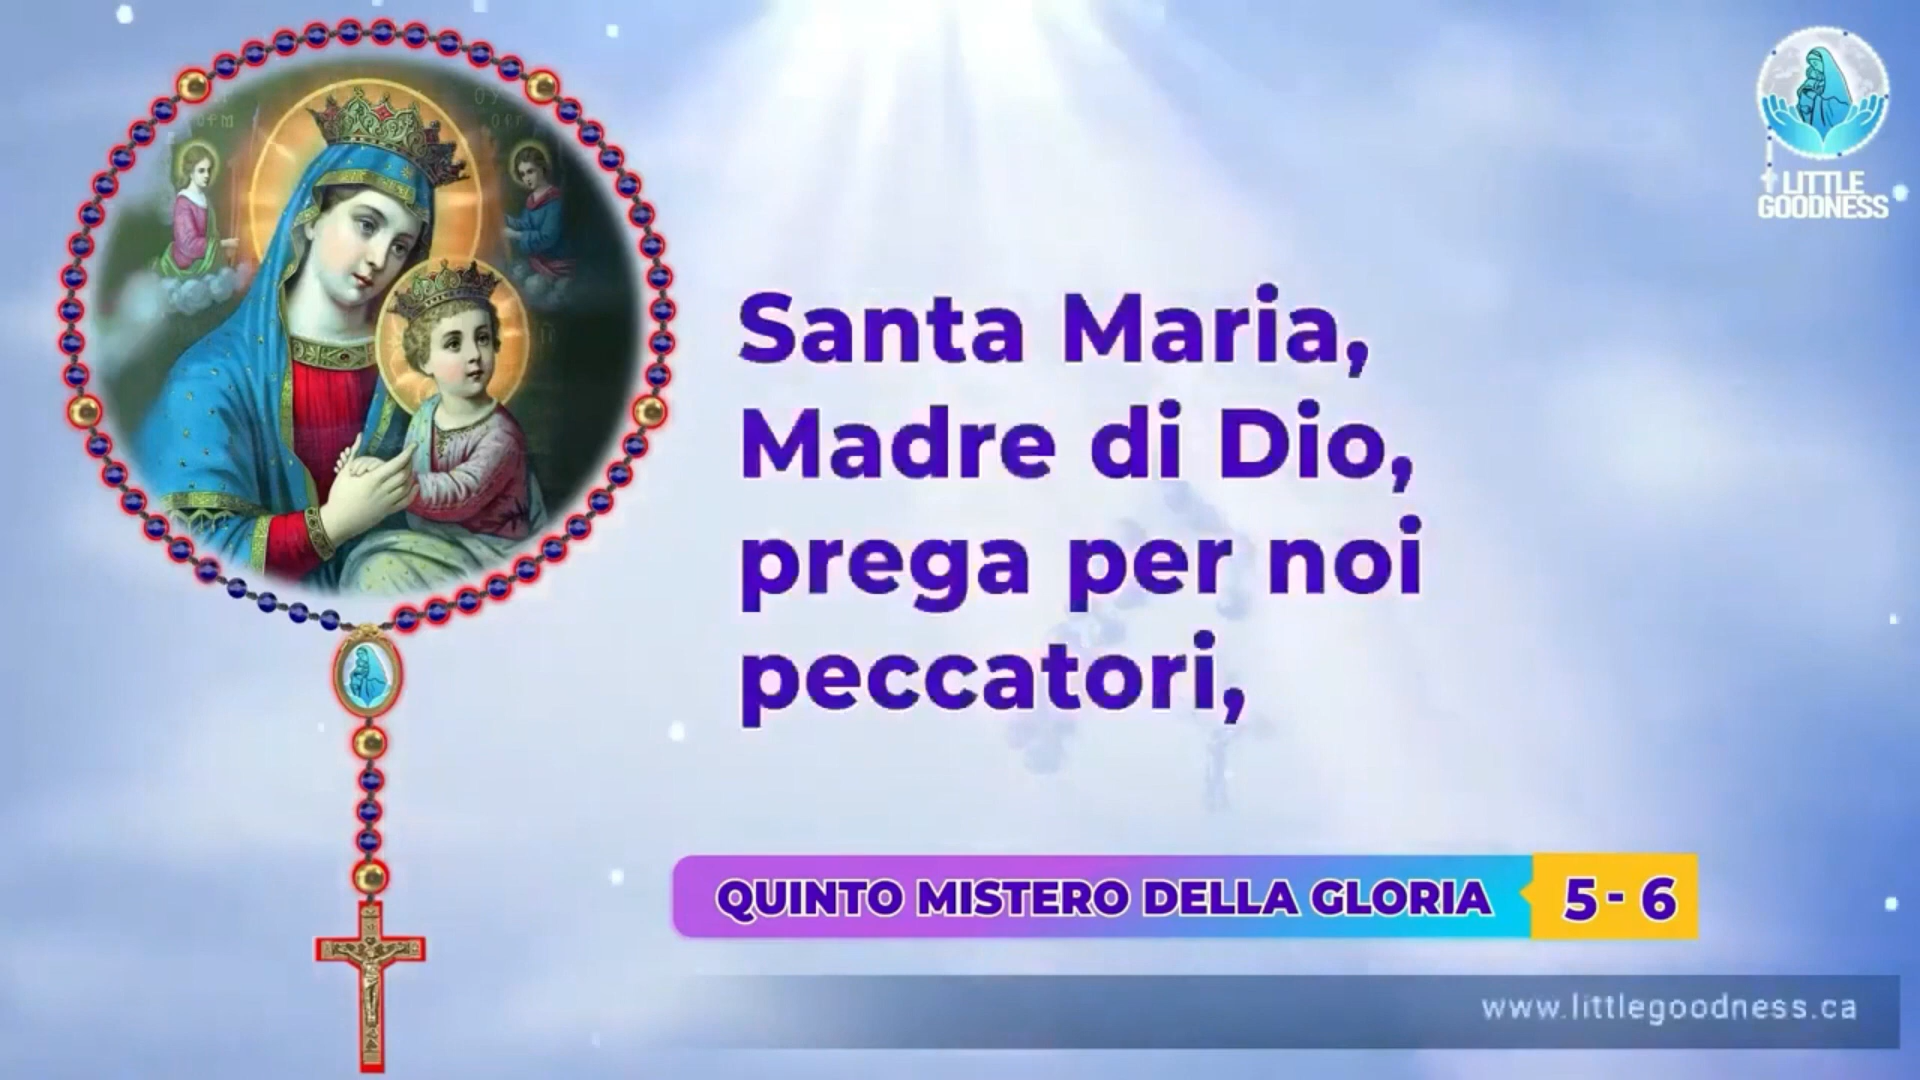 LITTLE
GOODNESS
Santa Maria,
Madre di Dio,
prega per noi
peccatori,
QUINTO MISTERO DELLA GLORIA 5 - 6
www.littlegoodness.ca